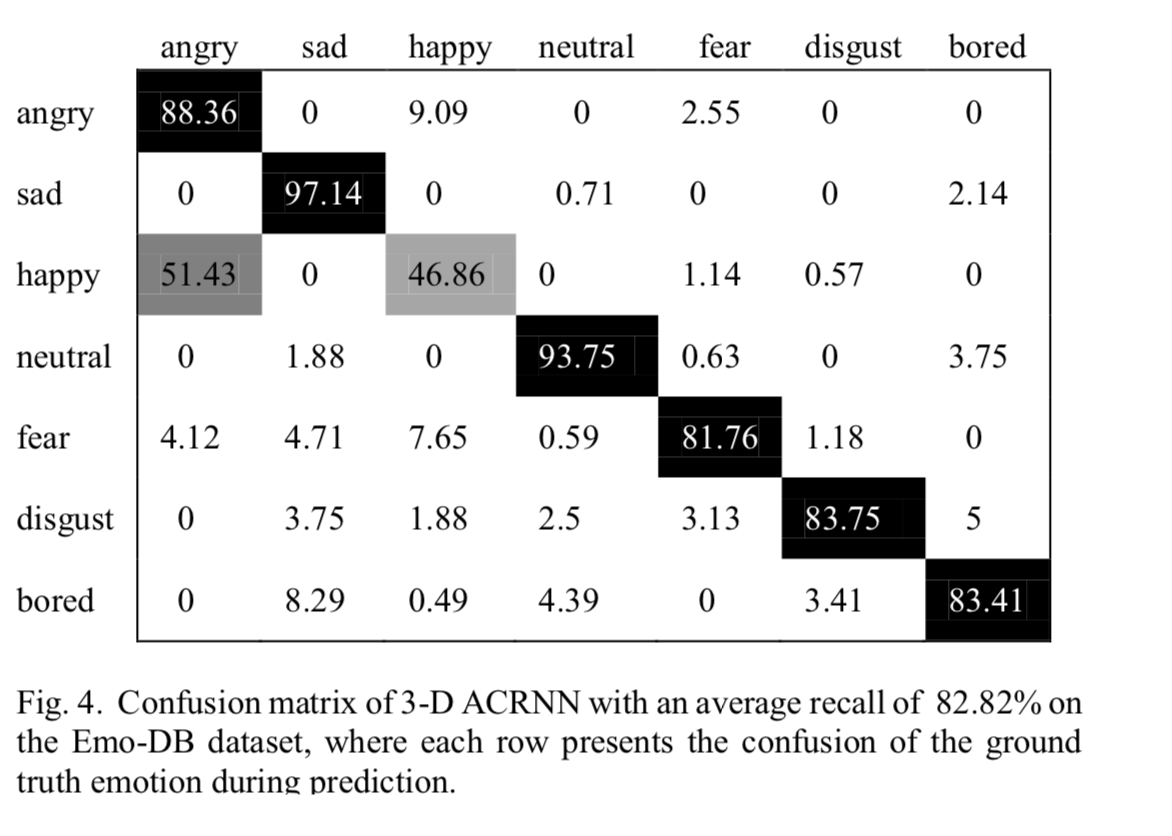 angry sad happy neutral fear disgust bored
angry 88.36 0 9.09 0 2.55 0 0
sad 0 97.14 0 0.71 0 0 2.14
happy 51.43 0 46.86 0 1.14 0.57 0
neutral 0 1.88 0 93.75 0.63 0 3.75
fear 4.12 4.71 7.65 0.59 81.76 1.18 0
disgust 0 3.75 1.88 2.5 3.13 83.75 5
bored 0 8.29 0.49 4.39 0 3.41 83.41
Fig. 4. Confusion matrix of 3-D ACRNN with an average recall of 82.82% on
the Emo-DB dataset, where each row presents the confusion of the ground
truth emotion during prediction.